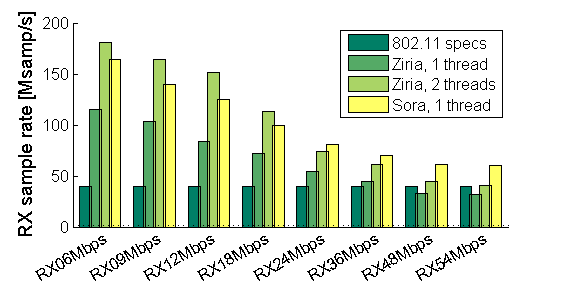 RX sample rate [Msamp/s]
200
150
100
50
0
802.11 specs
Ziria, 1 thread
Ziria, 2 threads
Sora, 1 thread
RX06Mbps
RX09Mbps
RX12Mbps
RX18Mbps
RX24Mbps
RX36Mbps
RX48Mbps
RX54Mbps